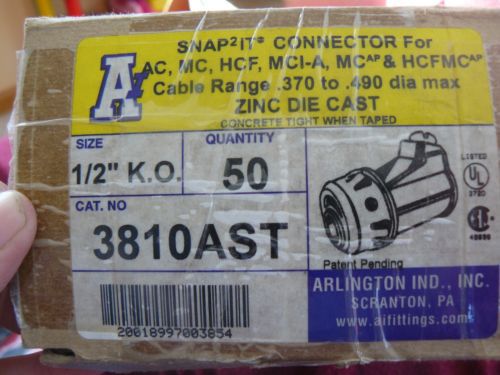 SNAP²IT® CONNECTOR For
A AC, MC, HCF, MCI-A, MCᴬᴾ & HCFMCᴬᴾ
Cable Range .370 to .490 dia max
ZINC DIE CAST
CONCRETE TIGHT WHEN TAPED
SIZE
1/2" K.O.
QUANTITY
50
LISTED
UL
CAT. NO
3810AST
Patent Pending
ARLINGTON IND., INC.
SCRANTON, PA
www.aifittings.com
20018997003854